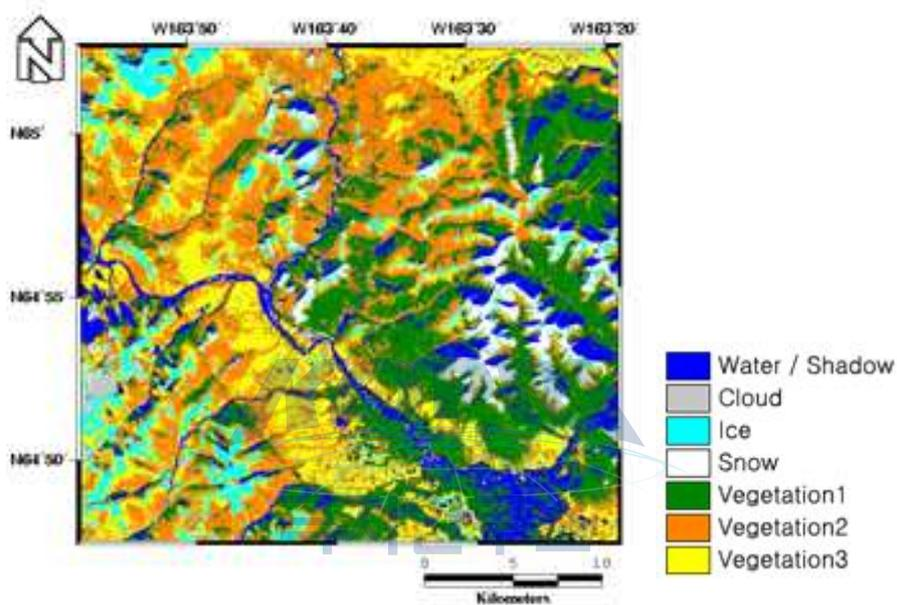 N
W163˚50' W163˚40' W163˚30' W163˚20'
N65˚
N64˚55'
N64˚50'
Water / Shadow
Cloud
Ice
Snow
Vegetation1
Vegetation2
Vegetation3
0 5 10
Kilometers